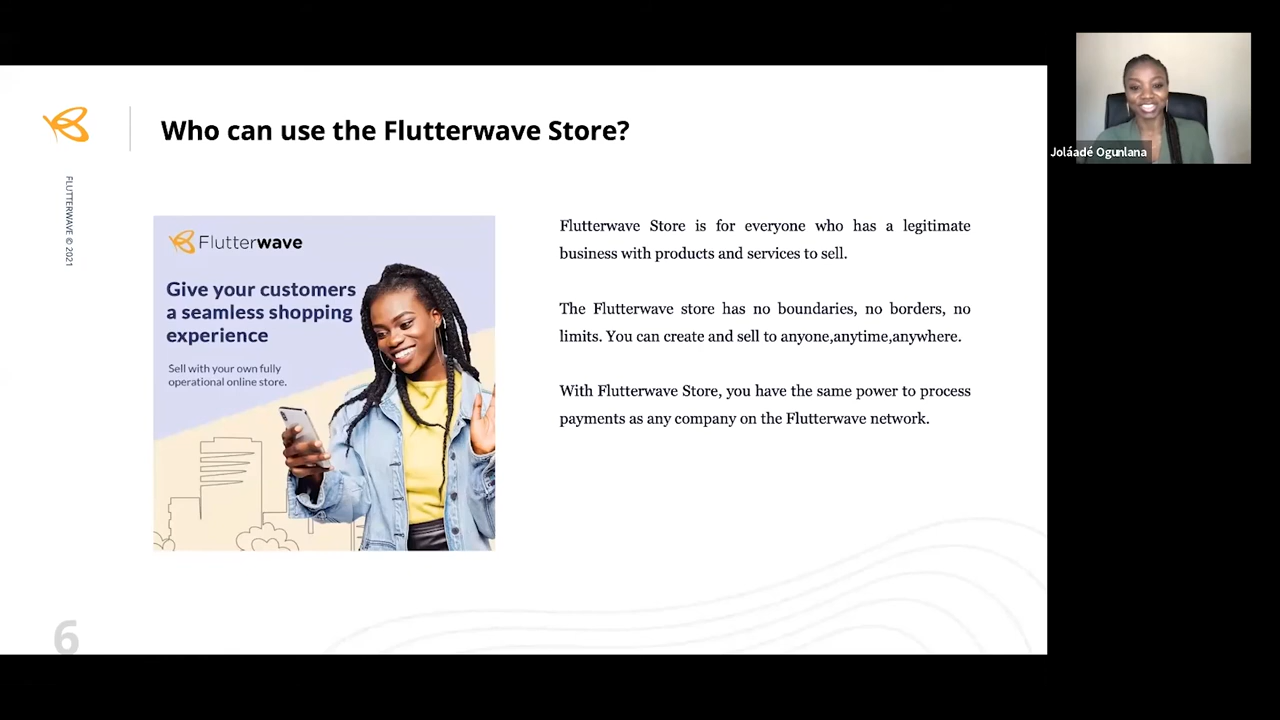 Who can use the Flutterwave Store?
FLUTTERWAVE © 2021
Flutterwave
Give your customers
a seamless shopping
experience
Sell with your own fully
operational online store.
Flutterwave Store is for everyone who has a legitimate
business with products and services to sell.
The Flutterwave store has no boundaries, no borders, no
limits. You can create and sell to anyone,anytime,anywhere.
With Flutterwave Store, you have the same power to process
payments as any company on the Flutterwave network.
6
Joláadé Ogunlana